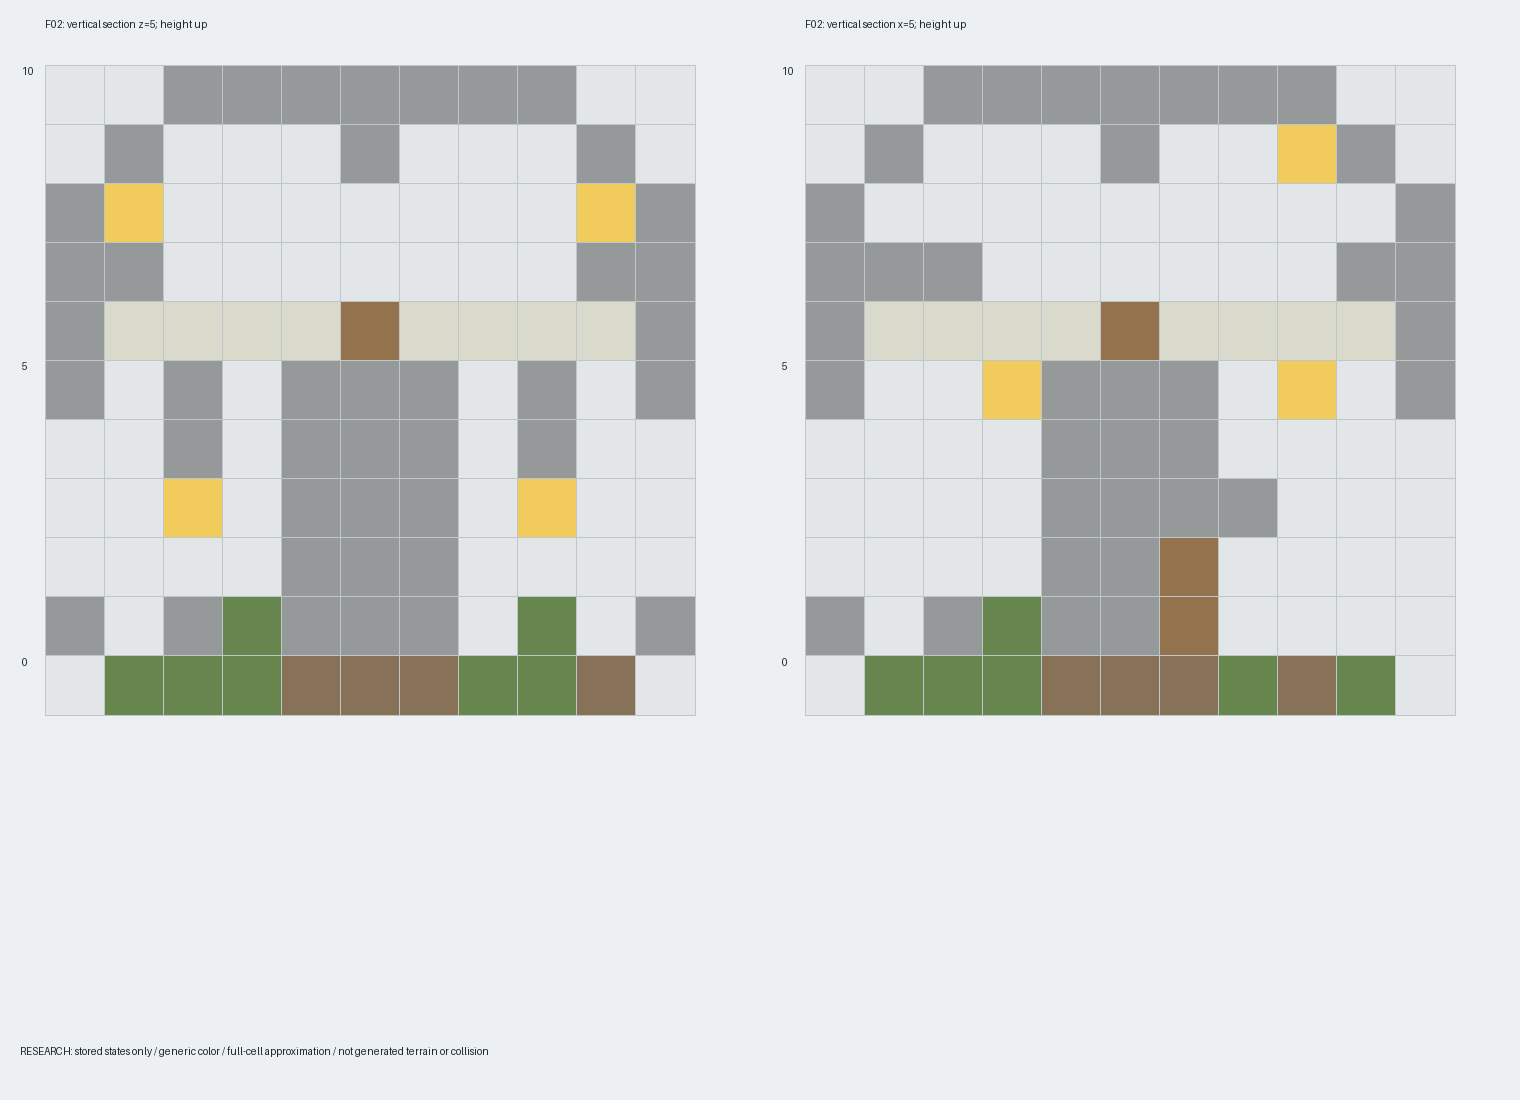 F02: vertical section z=5; height up
F02: vertical section x=5; height up
10
10
5
5
0
0
RESEARCH: stored states only / generic color / full-cell approximation / not generated terrain or collision